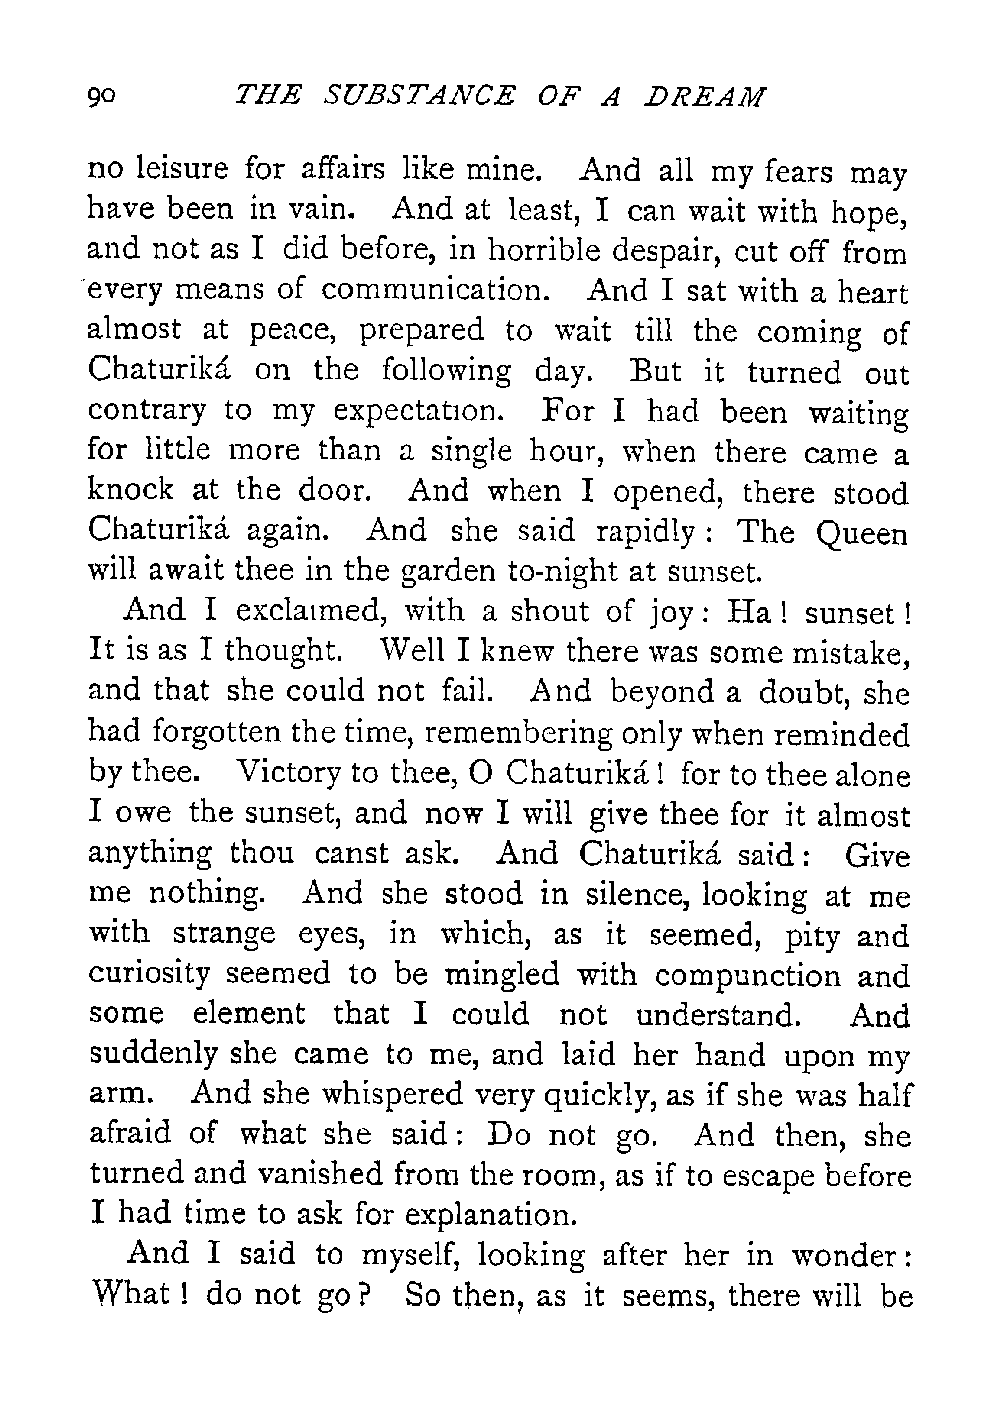 90 THE SUBSTANCE OF A DREAM
no leisure for affairs like mine. And all my fears may
have been in vain. And at least, I can wait with hope,
and not as I did before, in horrible despair, cut off from
every means of communication. And I sat with a heart
almost at peace, prepared to wait till the coming of
Chaturiká on the following day. But it turned out
contrary to my expectation. For I had been waiting
for little more than a single hour, when there came a
knock at the door. And when I opened, there stood
Chaturiká again. And she said rapidly : The Queen
will await thee in the garden to-night at sunset.
And I exclaimed, with a shout of joy : Ha ! sunset !
It is as I thought. Well I knew there was some mistake,
and that she could not fail. And beyond a doubt, she
had forgotten the time, remembering only when reminded
by thee. Victory to thee, O Chaturiká ! for to thee alone
I owe the sunset, and now I will give thee for it almost
anything thou canst ask. And Chaturiká said : Give
me nothing. And she stood in silence, looking at me
with strange eyes, in which, as it seemed, pity and
curiosity seemed to be mingled with compunction and
some element that I could not understand. And
suddenly she came to me, and laid her hand upon my
arm. And she whispered very quickly, as if she was half
afraid of what she said : Do not go. And then, she
turned and vanished from the room, as if to escape before
I had time to ask for explanation.
And I said to myself, looking after her in wonder :
What ! do not go ? So then, as it seems, there will be